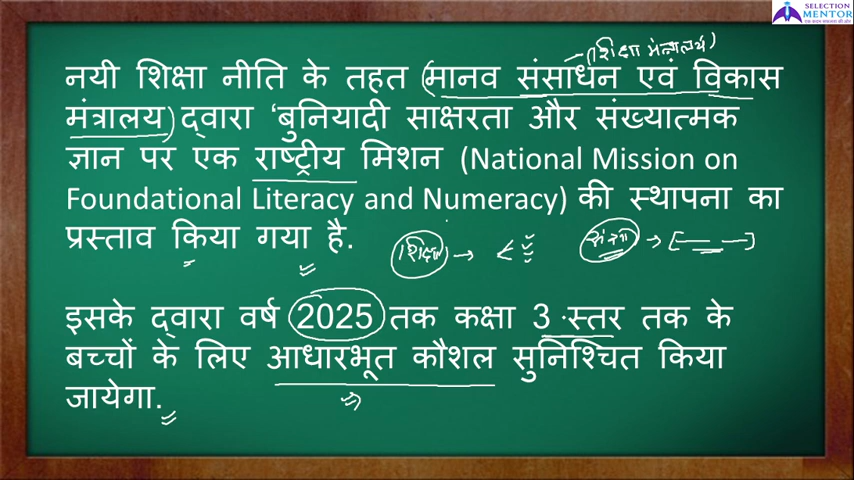 SELECTION
MENTOR
(शिक्षा मंत्रालय)
नयी शिक्षा नीति के तहत (मानव संसाधन एवं विकास
मंत्रालय) द्वारा ‘बुनियादी साक्षरता और संख्यात्मक
ज्ञान पर एक राष्ट्रीय मिशन (National Mission on
Foundational Literacy and Numeracy) की स्थापना का
प्रस्ताव किया गया है.
इसके द्वारा वर्ष 2025 तक कक्षा 3 स्तर तक के
बच्चों के लिए आधारभूत कौशल सुनिश्चित किया
जायेगा.